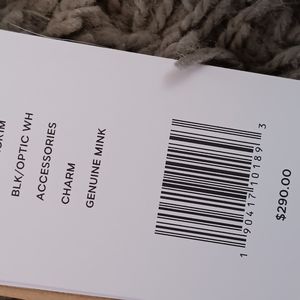 BLK/OPTIC WH
ACCESSORIES
CHARM
GENUINE MINK
1 90417 10189 3
$290.00